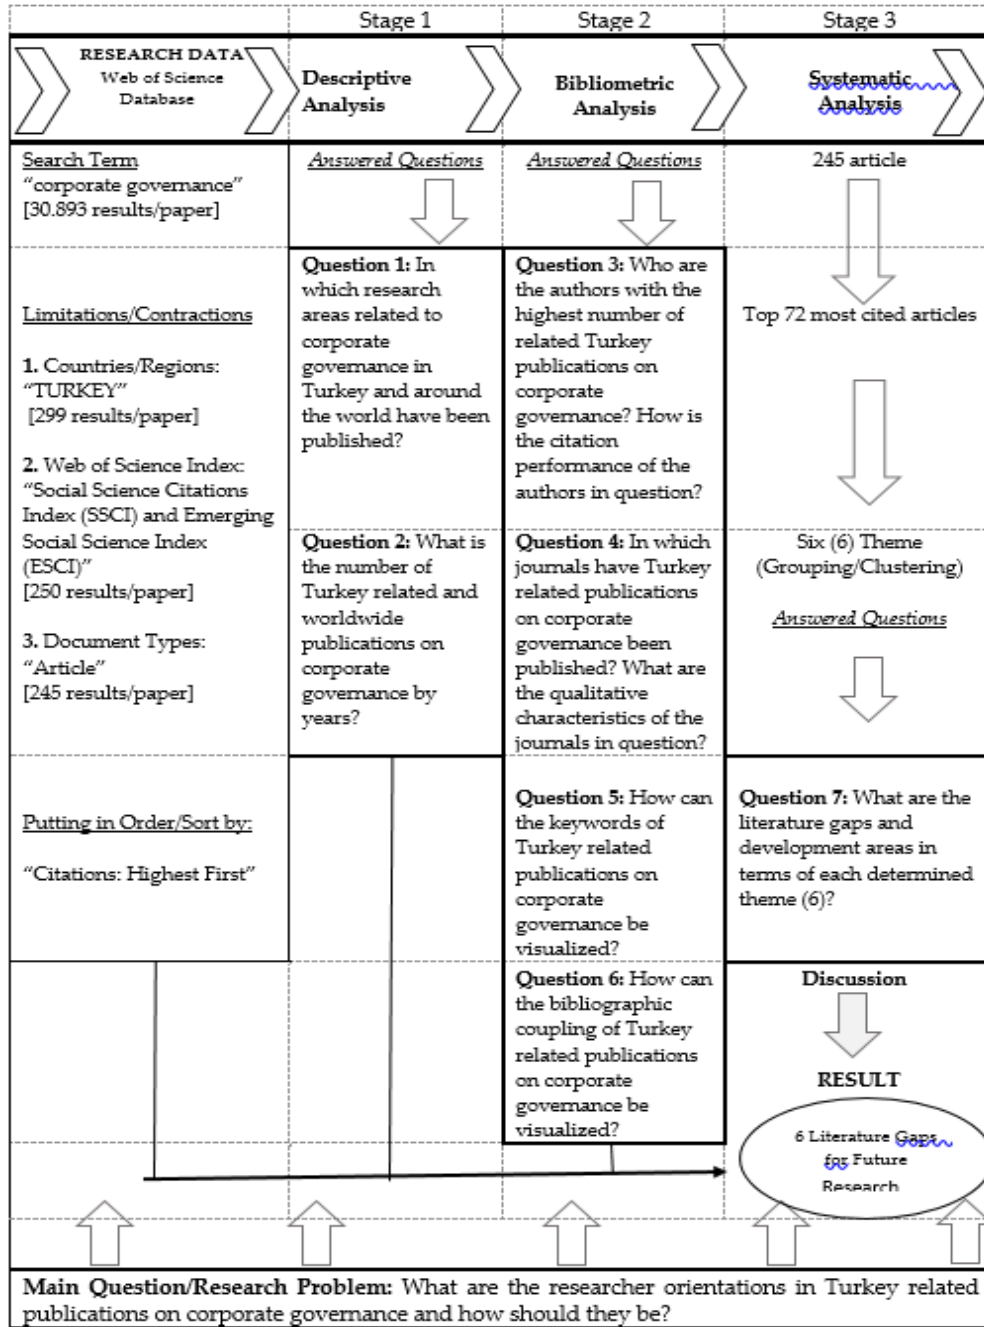 Stage 1
Stage 2
Stage 3
RESEARCH DATA
Web of Science
Database
Descriptive
Analysis
Bibliometric
Analysis
Systematic
Analysis
Search Term
"corporate governance"
[30.893 results/paper]
Answered Questions
Answered Questions
245 article
Limitations/Contractions
1. Countries/Regions:
"TURKEY"
[299 results/paper]
2. Web of Science Index:
"Social Science Citations
Index (SSCI) and Emerging
Social Science Index
(ESCI)"
[250 results/paper]
3. Document Types:
"Article"
[245 results/paper]
Question 1: In
which research
areas related to
corporate
governance in
Turkey and around
the world have been
published?
Question 3: Who are
the authors with the
highest number of
related Turkey
publications on
corporate
governance? How is
the citation
performance of the
authors in question?
Top 72 most cited articles
Question 2: What is
the number of
Turkey related and
worldwide
publications on
corporate
governance by
years?
Question 4: In which
journals have Turkey
related publications
on corporate
governance been
published? What are
the qualitative
characteristics of the
journals in question?
Six (6) Theme
(Grouping/Clustering)
Answered Questions
Putting in Order/Sort by:
"Citations: Highest First"
Question 5: How can
the keywords of
Turkey related
publications on
corporate
governance be
visualized?
Question 7: What are the
literature gaps and
development areas in
terms of each determined
theme (6)?
Question 6: How can
the bibliographic
coupling of Turkey
related publications
on corporate
governance be
visualized?
Discussion
RESULT
6 Literature Gaps
for Future
Research
Main Question/Research Problem: What are the researcher orientations in Turkey related
publications on corporate governance and how should they be?